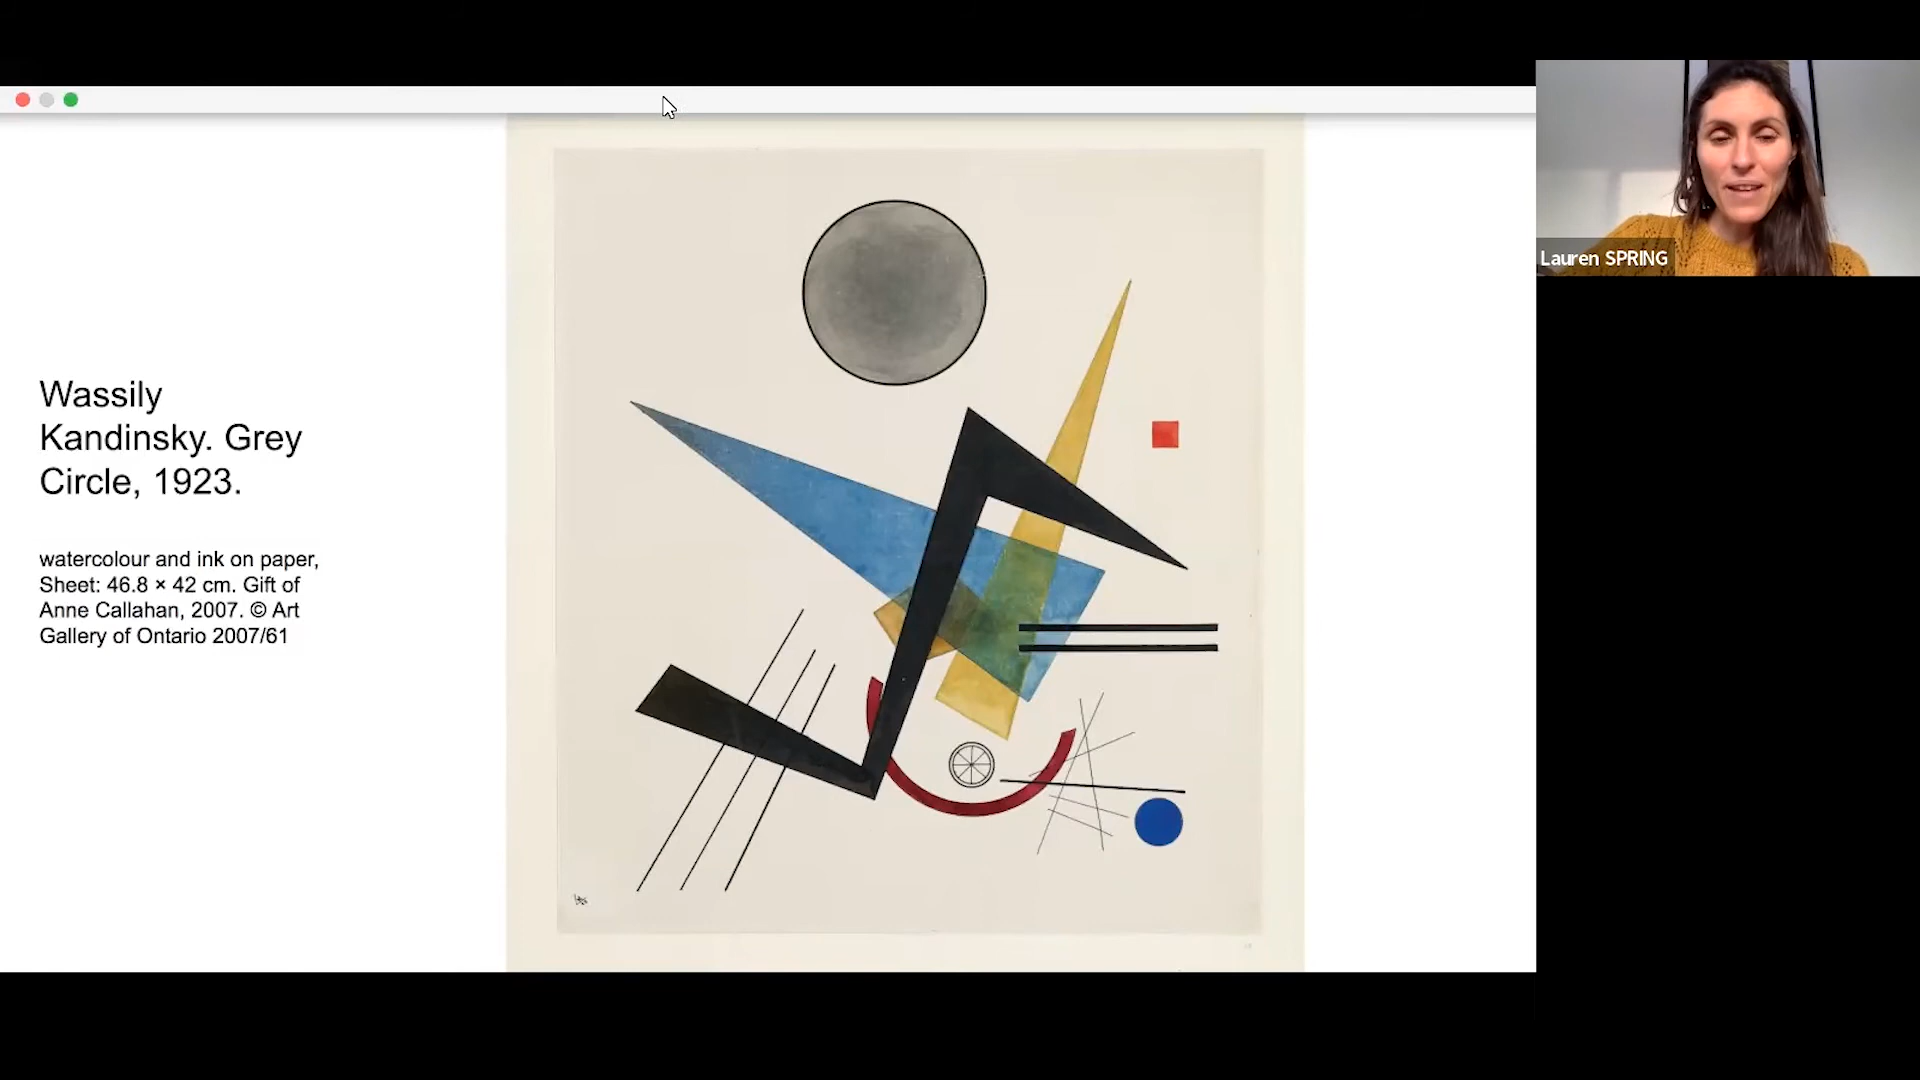 Wassily
Kandinsky. Grey
Circle, 1923.
watercolour and ink on paper,
Sheet: 46.8 × 42 cm. Gift of
Anne Callahan, 2007. © Art
Gallery of Ontario 2007/61
Lauren SPRING